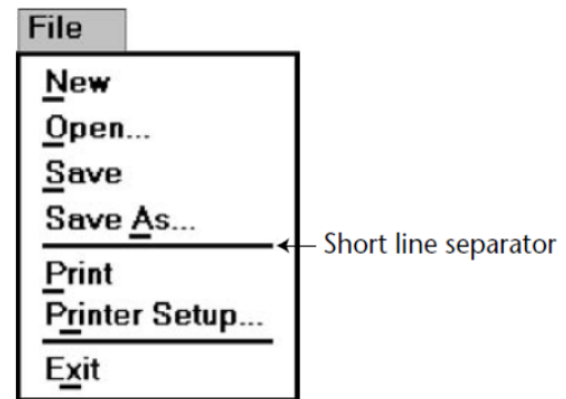 File
New
Open...
Save
Save As...
Short line separator
Print
Printer Setup...
Exit